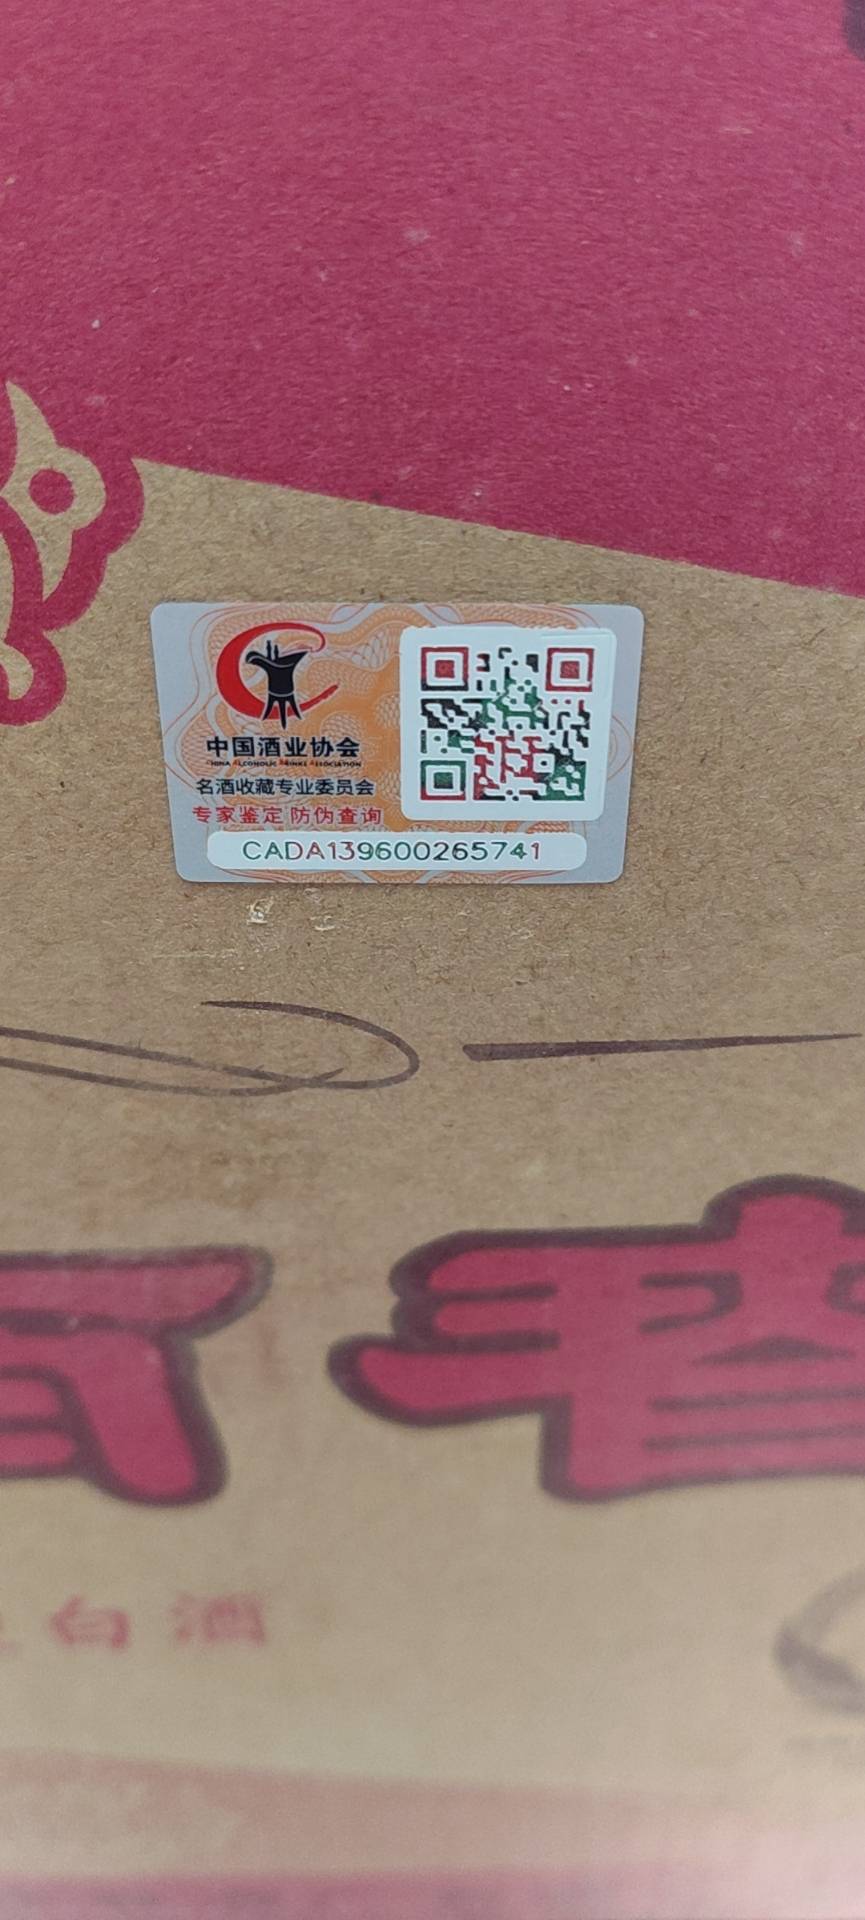 中国酒业协会
CHINA ALCOHOLIC DRINKS ASSOCIATION
名酒收藏专业委员会
专家鉴定 防伪查询
CADA139600265741
白酒